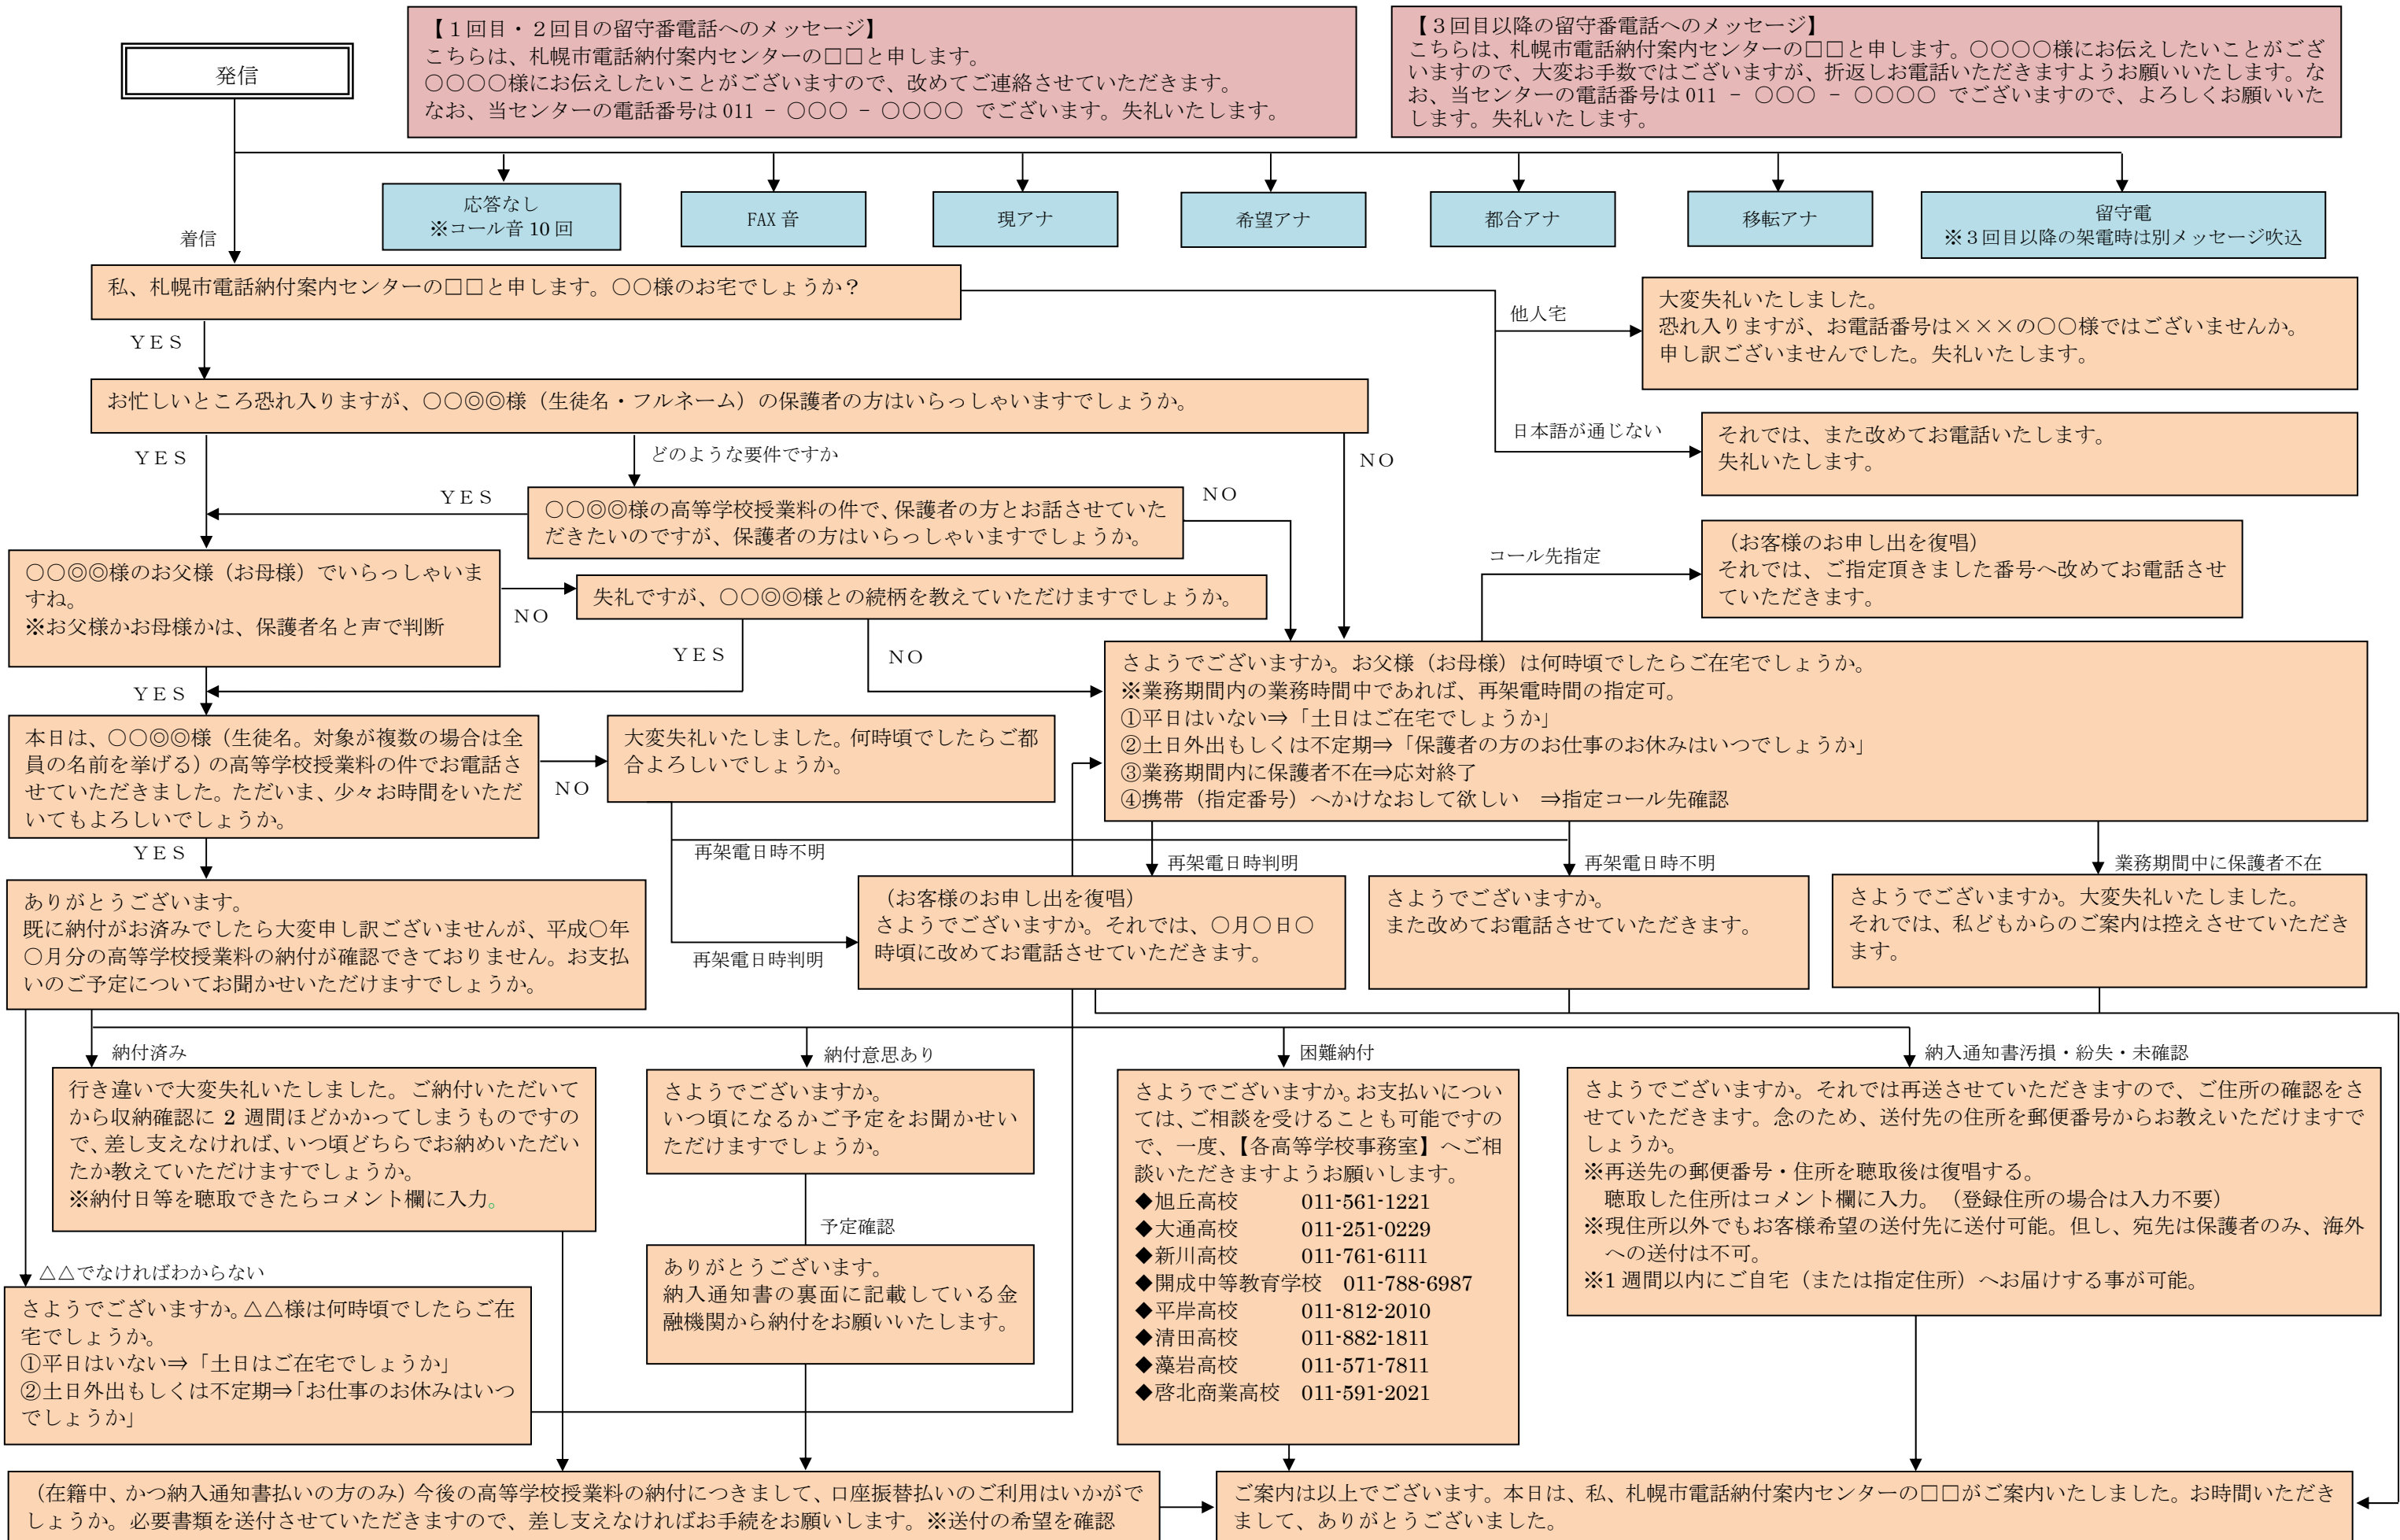 【１回目・２回目の留守番電話へのメッセージ】
こちらは、札幌市電話納付案内センターの□□と申します。
○○○○様にお伝えしたいことがございますので、改めてご連絡させていただきます。
なお、当センターの電話番号は 011 － ○○○ － ○○○○ でございます。失礼いたします。
【３回目以降の留守番電話へのメッセージ】
こちらは、札幌市電話納付案内センターの□□と申します。○○○○様にお伝えしたいことがござ
いますので、大変お手数ではございますが、折返しお電話いただきますようお願いいたします。な
お、当センターの電話番号は 011 － ○○○ － ○○○○ でございますので、よろしくお願いいた
します。失礼いたします。
発信
応答なし
※コール音 10 回
FAX 音
現アナ
希望アナ
都合アナ
移転アナ
留守電
※３回目以降の架電時は別メッセージ吹込
着信
私、札幌市電話納付案内センターの□□と申します。○○様のお宅でしょうか？
他人宅
大変失礼いたしました。
恐れ入りますが、お電話番号は×××の○○様ではございませんか。
申し訳ございませんでした。失礼いたします。
ＹＥＳ
お忙しいところ恐れ入りますが、○○◎◎様（生徒名・フルネーム）の保護者の方はいらっしゃいますでしょうか。
日本語が通じない
それでは、また改めてお電話いたします。
失礼いたします。
ＹＥＳ
どのような要件ですか
ＮＯ
ＹＥＳ
○○◎◎様の高等学校授業料の件で、保護者の方とお話させていた
だきたいのですが、保護者の方はいらっしゃいますでしょうか。
ＮＯ
コール先指定
（お客様のお申し出を復唱）
それでは、ご指定頂きました番号へ改めてお電話させ
ていただきます。
○○◎◎様のお父様（お母様）でいらっしゃいま
すね。
※お父様かお母様かは、保護者名と声で判断
ＮＯ
失礼ですが、○○◎◎様との続柄を教えていただけますでしょうか。
ＹＥＳ
ＮＯ
ＹＥＳ
さようでございますか。お父様（お母様）は何時頃でしたらご在宅でしょうか。
※業務期間内の業務時間中であれば、再架電時間の指定可。
①平日はいない⇒「土日はご在宅でしょうか」
②土日外出もしくは不定期⇒「保護者の方のお仕事のお休みはいつでしょうか」
③業務期間内に保護者不在⇒応対終了
④携帯（指定番号）へかけなおして欲しい　⇒指定コール先確認
本日は、○○◎◎様（生徒名。対象が複数の場合は全
員の名前を挙げる）の高等学校授業料の件でお電話さ
せていただきました。ただいま、少々お時間をいただ
いてもよろしいでしょうか。
ＮＯ
大変失礼いたしました。何時頃でしたらご都
合よろしいでしょうか。
ＹＥＳ
再架電日時不明
再架電日時判明
再架電日時不明
業務期間中に保護者不在
ありがとうございます。
既に納付がお済みでしたら大変申し訳ございませんが、平成○年
○月分の高等学校授業料の納付が確認できておりません。お支払
いのご予定についてお聞かせいただけますでしょうか。
再架電日時判明
（お客様のお申し出を復唱）
さようでございますか。それでは、○月○日○
時頃に改めてお電話させていただきます。
さようでございますか。
また改めてお電話させていただきます。
さようでございますか。大変失礼いたしました。
それでは、私どもからのご案内は控えさせていただき
ます。
納付済み
行き違いで大変失礼いたしました。ご納付いただいて
から収納確認に 2 週間ほどかかってしまうものですの
で、差し支えなければ、いつ頃どちらでお納めいただい
たか教えていただけますでしょうか。
※納付日等を聴取できたらコメント欄に入力。
納付意思あり
さようでございますか。
いつ頃になるかご予定をお聞かせい
ただけますでしょうか。
予定確認
ありがとうございます。
納入通知書の裏面に記載している金
融機関から納付をお願いいたします。
困難納付
さようでございますか。お支払いについ
ては、ご相談を受けることも可能ですの
で、一度、【各高等学校事務室】へご相
談いただきますようお願いします。
◆旭丘高校　011-561-1221
◆大通高校　011-251-0229
◆新川高校　011-761-6111
◆開成中等教育学校　011-788-6987
◆平岸高校　011-812-2010
◆清田高校　011-882-1811
◆藻岩高校　011-571-7811
◆啓北商業高校　011-591-2021
納入通知書汚損・紛失・未確認
さようでございますか。それでは再送させていただきますので、ご住所の確認をさ
せていただきます。念のため、送付先の住所を郵便番号からお教えいただけますで
しょうか。
※再送先の郵便番号・住所を聴取後は復唱する。
聴取した住所はコメント欄に入力。（登録住所の場合は入力不要）
※現住所以外でもお客様希望の送付先に送付可能。但し、宛先は保護者のみ、海外
への送付は不可。
※1 週間以内にご自宅（または指定住所）へお届けする事が可能。
△△でなければわからない
さようでございますか。△△様は何時頃でしたらご在
宅でしょうか。
①平日はいない⇒「土日はご在宅でしょうか」
②土日外出もしくは不定期⇒「お仕事のお休みはいつ
でしょうか」
（在籍中、かつ納入通知書払いの方のみ）今後の高等学校授業料の納付につきまして、口座振替払いのご利用はいかがで
しょうか。必要書類を送付させていただきますので、差し支えなければお手続をお願いします。※送付の希望を確認
ご案内は以上でございます。本日は、私、札幌市電話納付案内センターの□□がご案内いたしました。お時間いただき
まして、ありがとうございました。